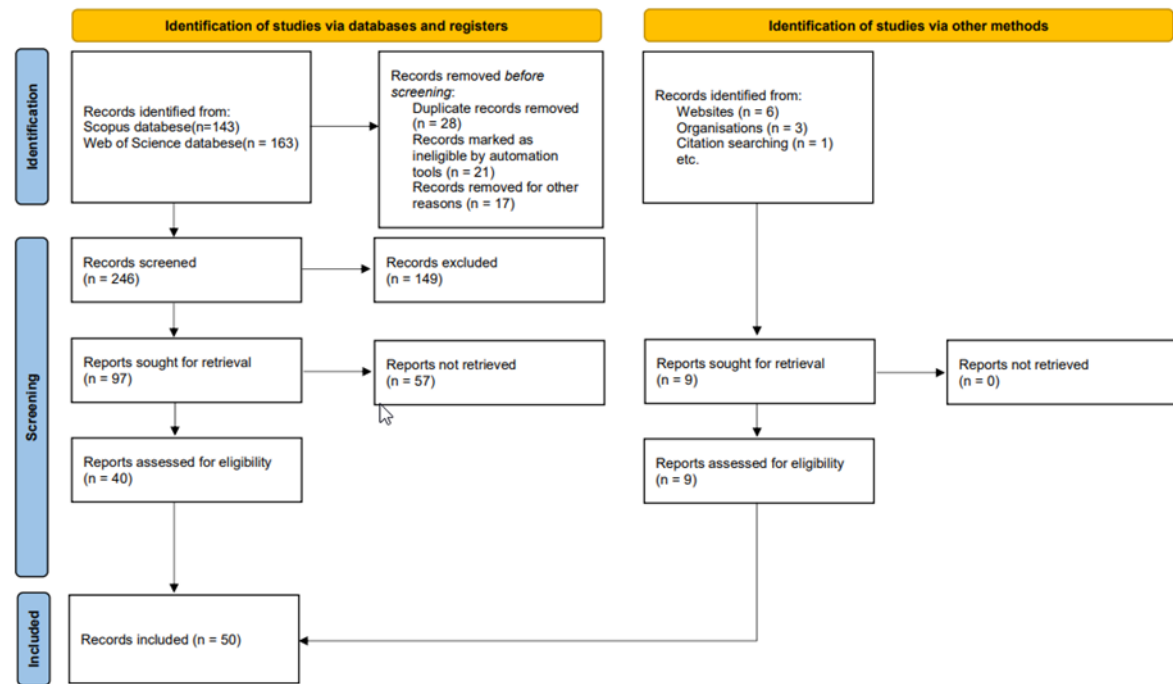 Identification of studies via databases and registers
Identification of studies via other methods
Identification
Records identified from:
Scopus databese(n=143)
Web of Science databese(n = 163)
Records removed before
screening:
Duplicate records removed
(n = 28)
Records marked as
ineligible by automation
tools (n = 21)
Records removed for other
reasons (n = 17)
Records identified from:
Websites (n = 6)
Organisations (n = 3)
Citation searching (n = 1)
etc.
Screening
Records screened
(n = 246)
Records excluded
(n = 149)
Reports sought for retrieval
(n = 97)
Reports not retrieved
(n = 57)
Reports sought for retrieval
(n = 9)
Reports not retrieved
(n = 0)
Reports assessed for eligibility
(n = 40)
Reports assessed for eligibility
(n = 9)
Included
Records included (n = 50)